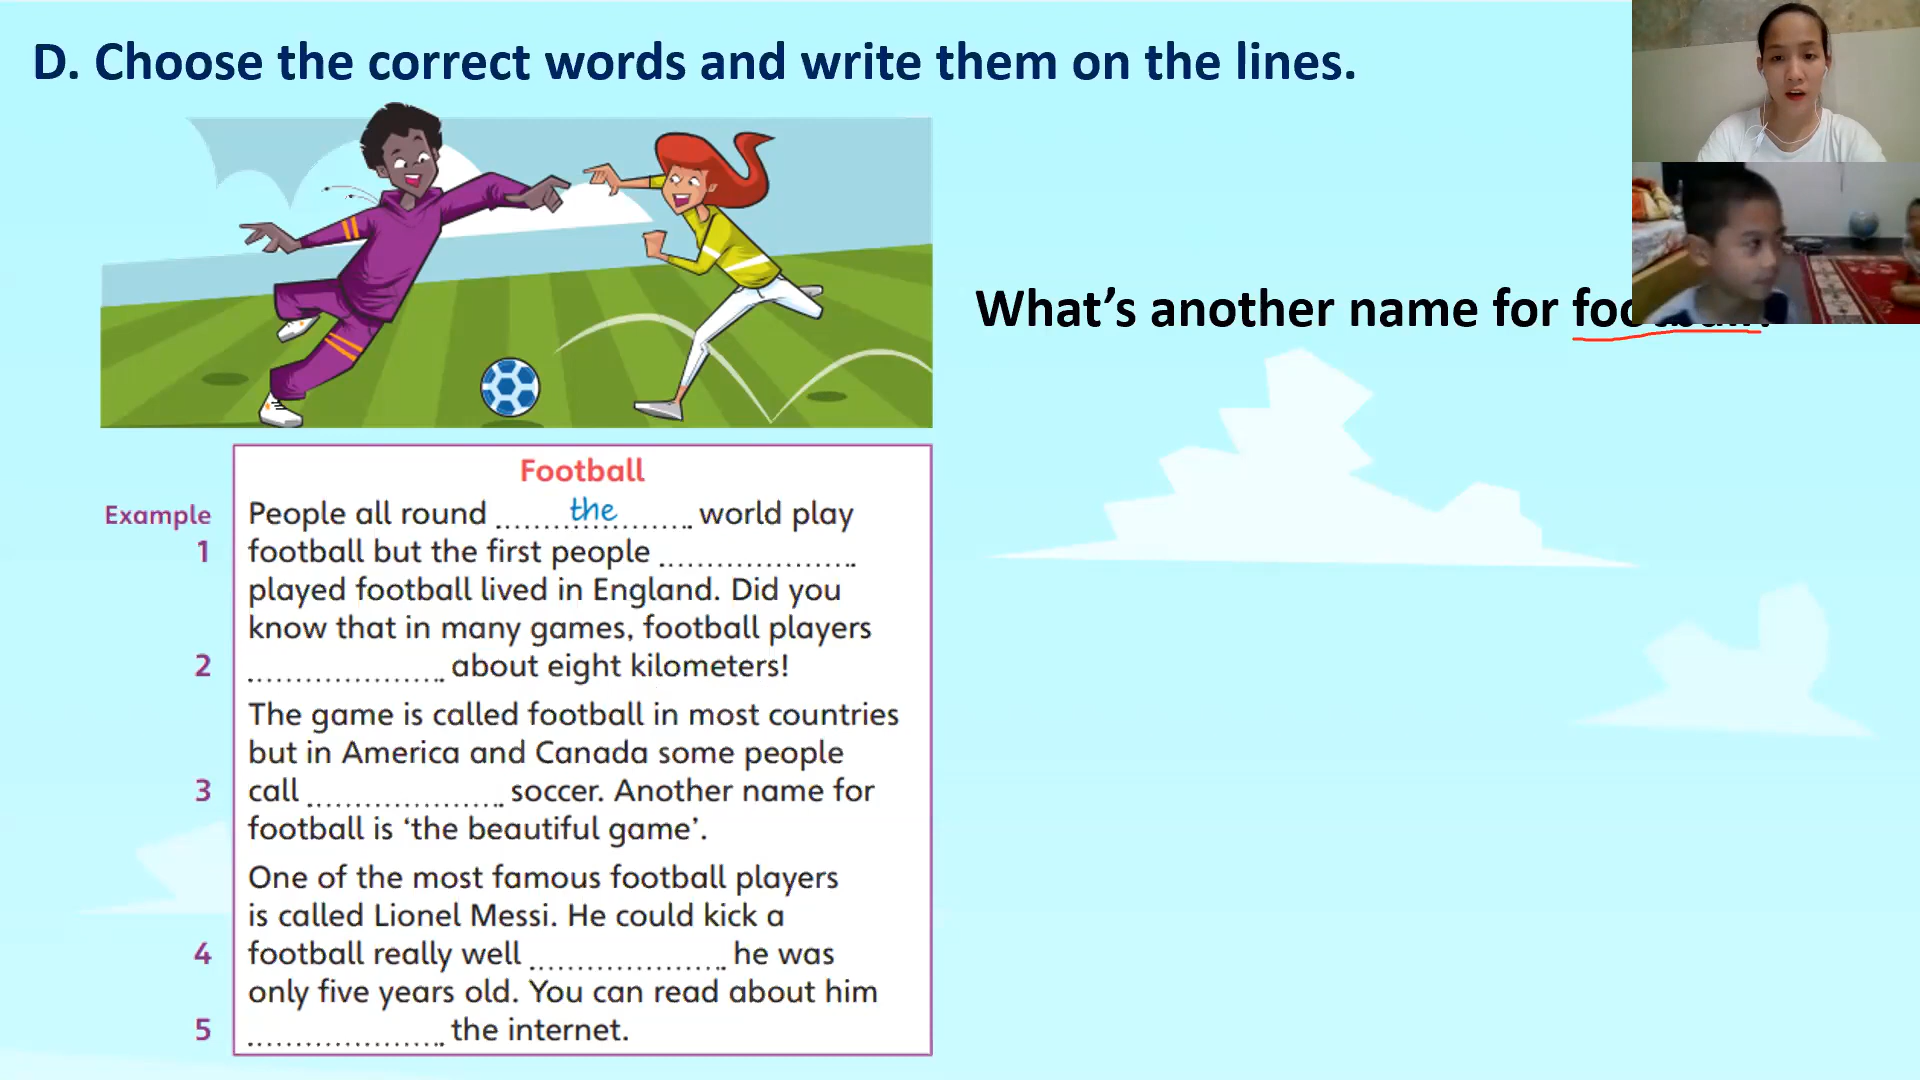 D. Choose the correct words and write them on the lines.
What's another name for
Football
Example People all round the world play
1 football but the first people ....................
played football lived in England. Did you
know that in many games, football players
2 .................... about eight kilometers!
The game is called football in most countries
but in America and Canada some people
3 call .................... soccer. Another name for
football is ‘the beautiful game’.
One of the most famous football players
is called Lionel Messi. He could kick a
4 football really well .................... he was
only five years old. You can read about him
5 .................... the internet.